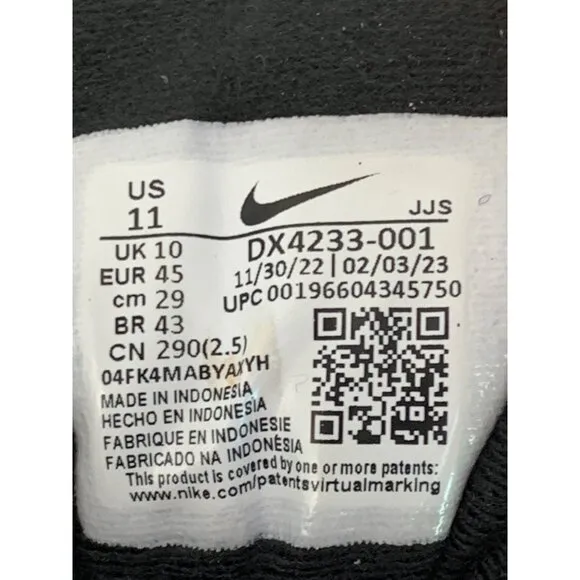 US
11
UK 10
EUR 45
cm 29
BR 43
CN 290(2.5)
JJS
DX4233-001
11/30/22 | 02/03/23
UPC 00196604345750
04FK4MABYAXYH
MADE IN INDONESIA
HECHO EN INDONESIA
FABRIQUE EN INDONESIE
FABRICADO NA INDONÉSIA
This product is covered by one or more patents:
www.nike.com/patentsvirtualmarking